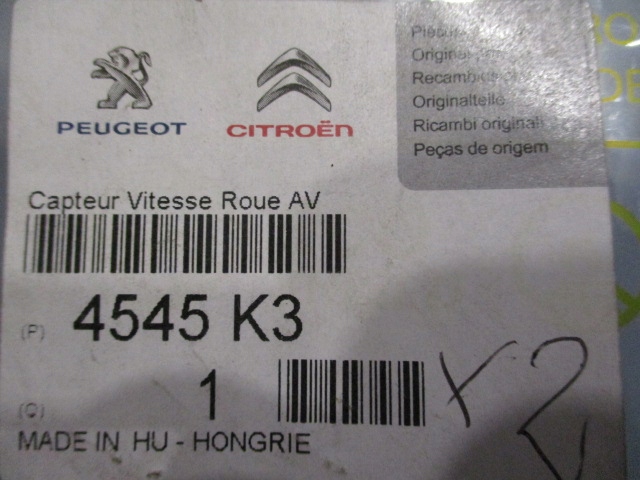 PEUGEOT
CITROËN
Original
Recambios
Originalteile
Ricambi originali
Peças de origem
Capteur Vitesse Roue AV
(P) 4545 K3
(Q) 1
x2
MADE IN HU - HONGRIE